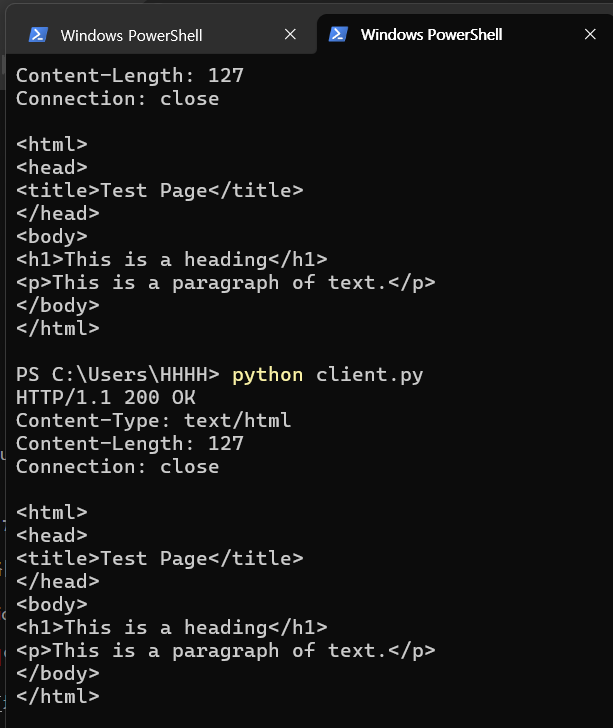 Windows PowerShell
Windows PowerShell
Content-Length: 127
Connection: close
<html>
<head>
<title>Test Page</title>
</head>
<body>
<h1>This is a heading</h1>
<p>This is a paragraph of text.</p>
</body>
</html>
PS C:\Users\HHHH> python client.py
HTTP/1.1 200 OK
Content-Type: text/html
Content-Length: 127
Connection: close
<html>
<head>
<title>Test Page</title>
</head>
<body>
<h1>This is a heading</h1>
<p>This is a paragraph of text.</p>
</body>
</html>